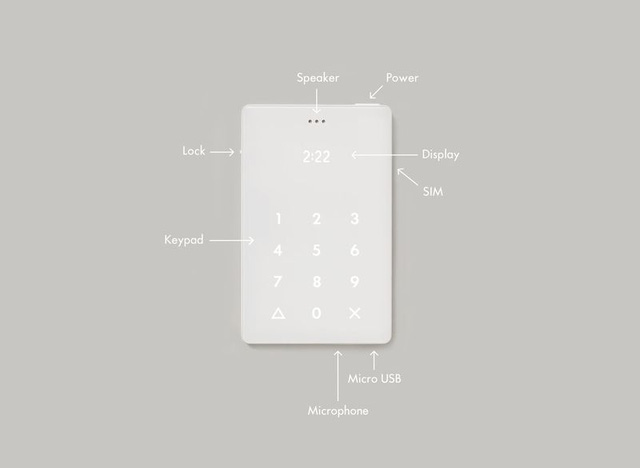 Speaker
Power
Lock
2:22
Display
SIM
1 2 3
Keypad
4 5 6
7 8 9
0
Micro USB
Microphone